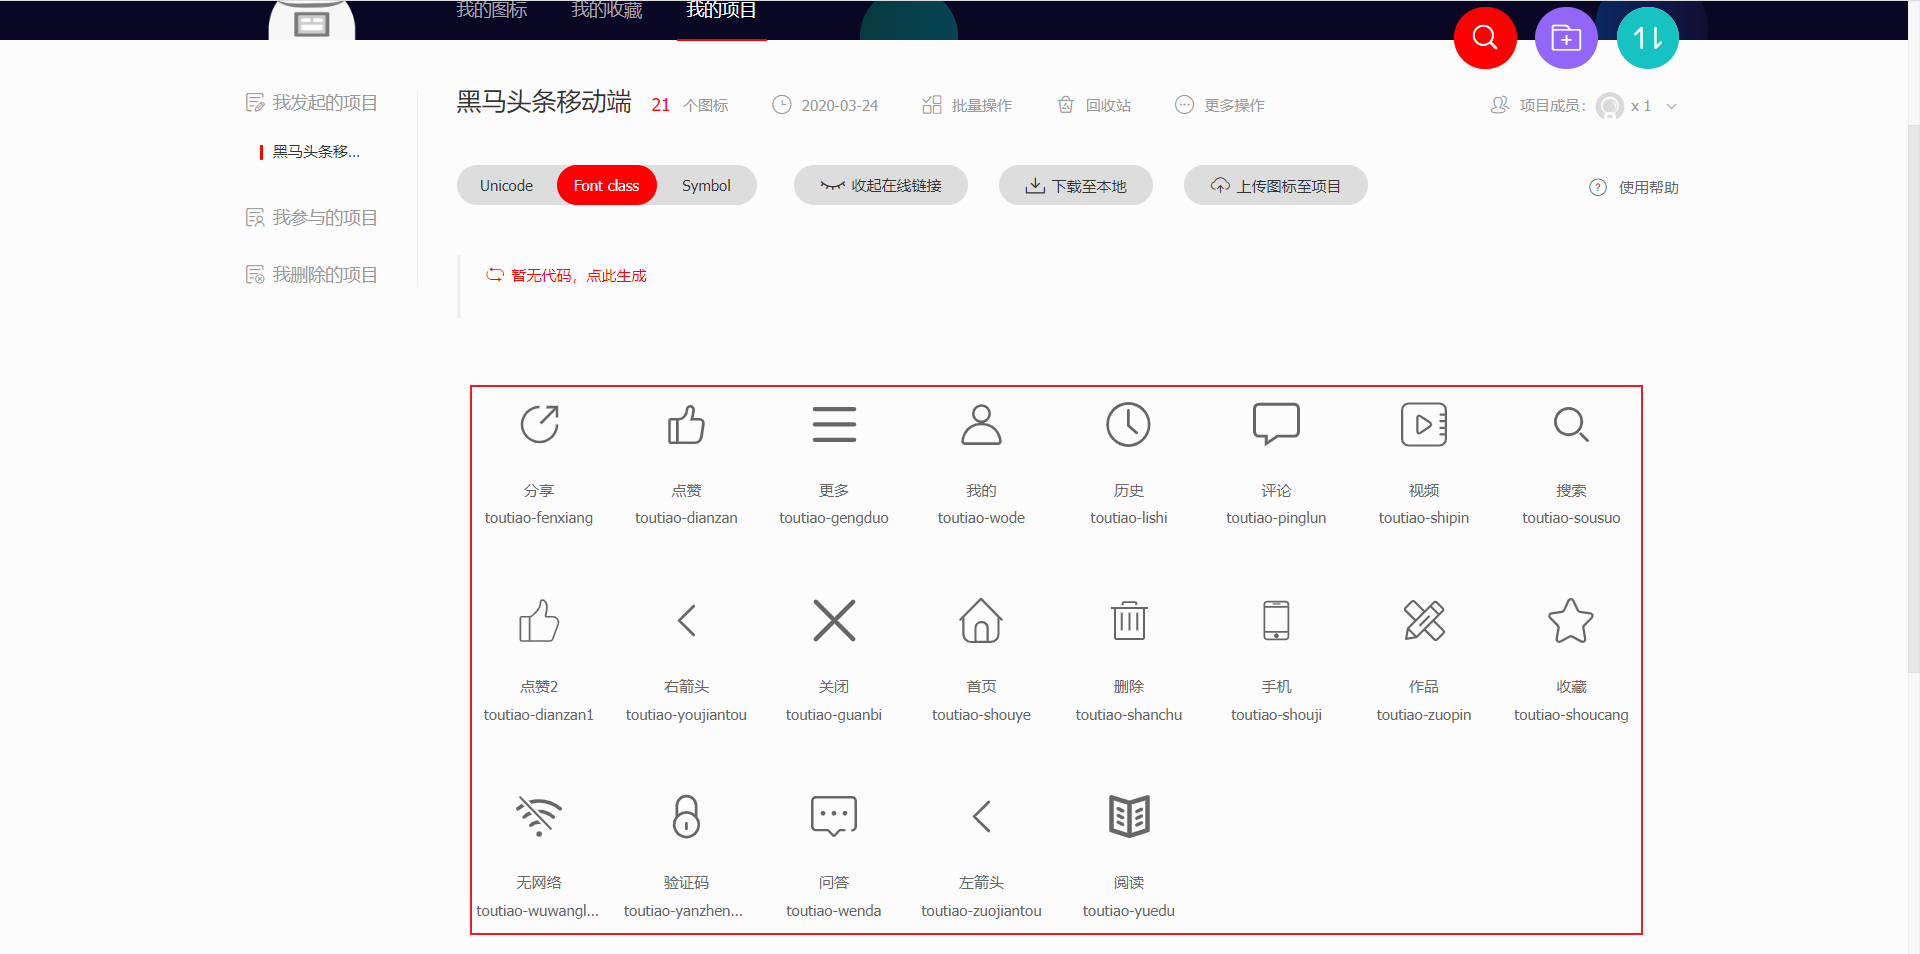 我的图标 我的收藏 我的项目
我发起的项目
黑马头条移...
我参与的项目
我删除的项目
黑马头条移动端 21 个图标 2020-03-24 批量操作 回收站 更多操作 项目成员: x 1
Unicode Font class Symbol 收起在线链接 下载至本地 上传图标至项目 使用帮助
暂无代码，点此生成
分享 点赞 更多 我的 历史 评论 视频 搜索
toutiao-fenxiang toutiao-dianzan toutiao-gengduo toutiao-wode toutiao-lishi toutiao-pinglun toutiao-shipin toutiao-sousuo
点赞2 右箭头 关闭 首页 删除 手机 作品 收藏
toutiao-dianzan1 toutiao-youjiantou toutiao-guanbi toutiao-shouye toutiao-shanchu toutiao-shouji toutiao-zuopin toutiao-shoucang
无网络 验证码 问答 左箭头 阅读
toutiao-wuwangl... toutiao-yanzhen... toutiao-wenda toutiao-zuojiantou toutiao-yuedu